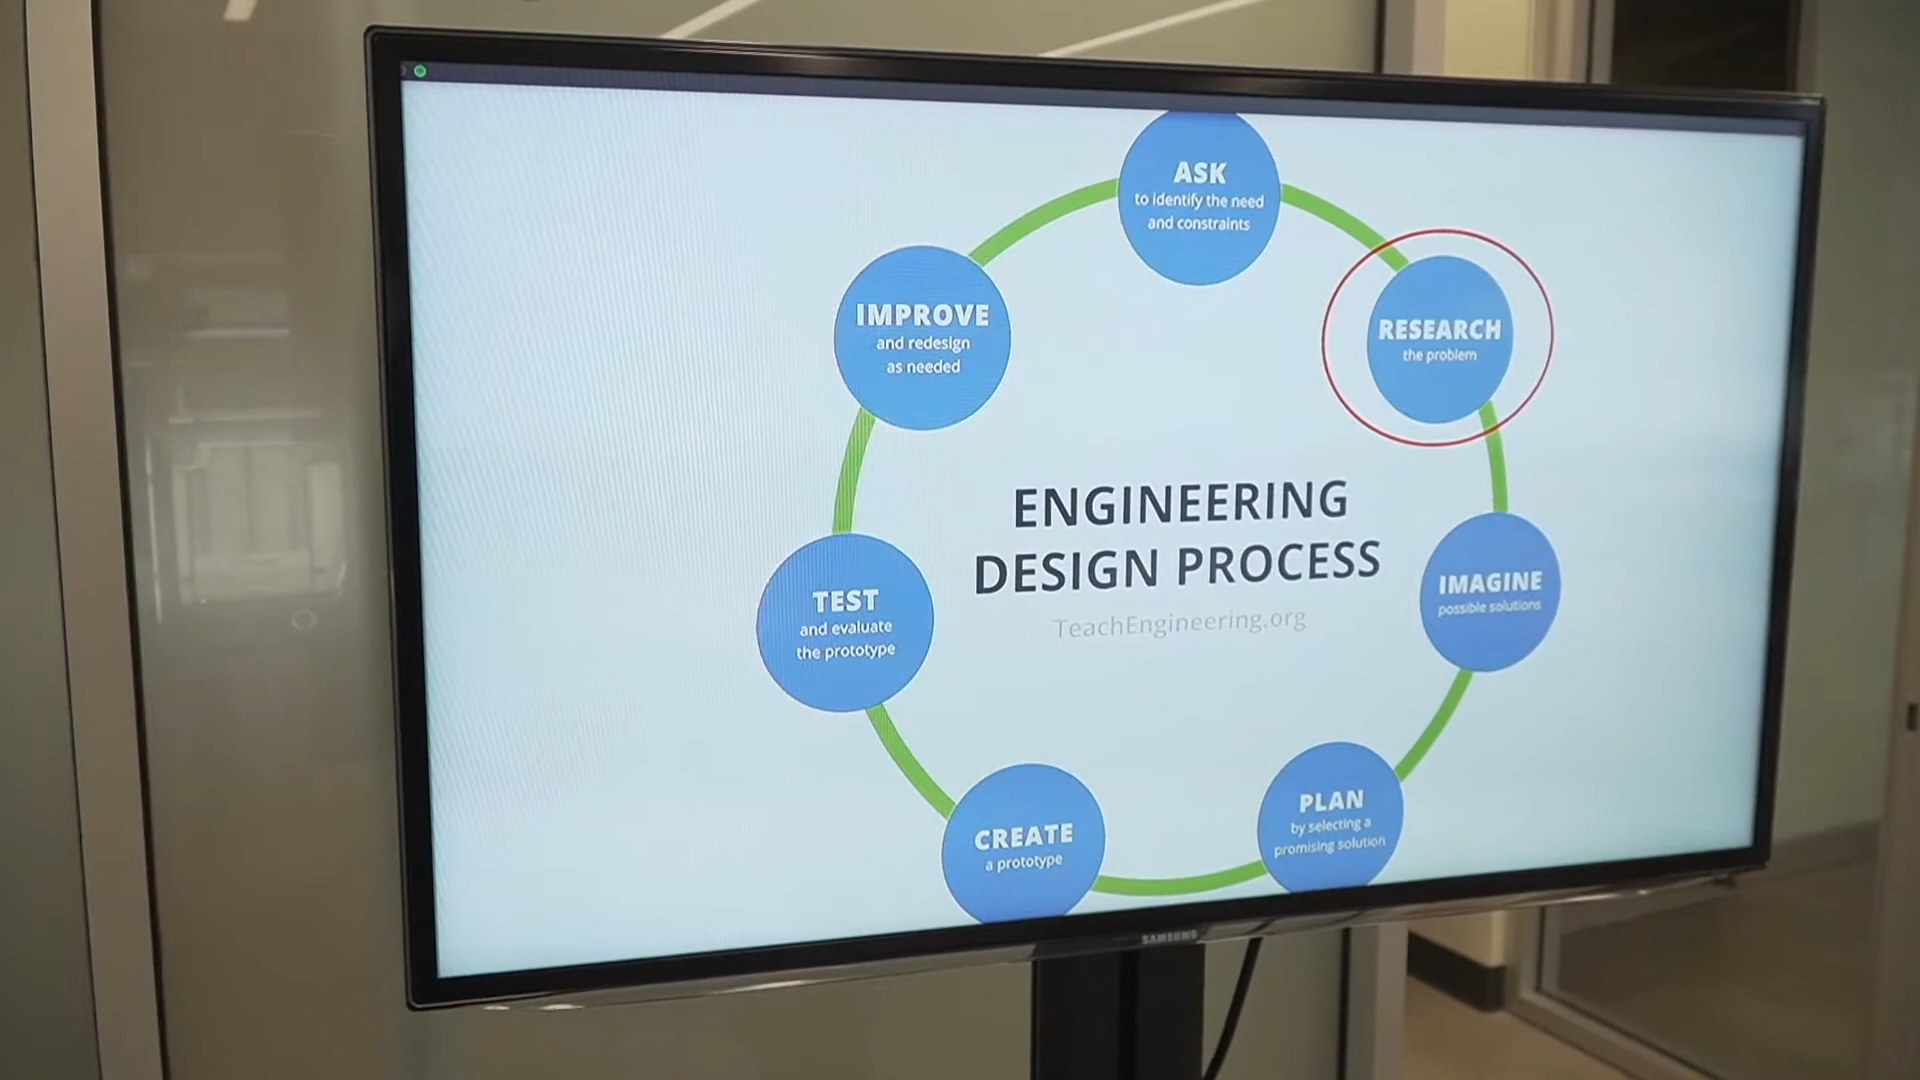 ASK
to identify the need
and constraints
RESEARCH
the problem
IMAGINE
possible solutions
PLAN
by selecting a
promising solution
CREATE
a prototype
TEST
and evaluate
the prototype
IMPROVE
and redesign
as needed
ENGINEERING
DESIGN PROCESS
TeachEngineering.org
SAMSUNG